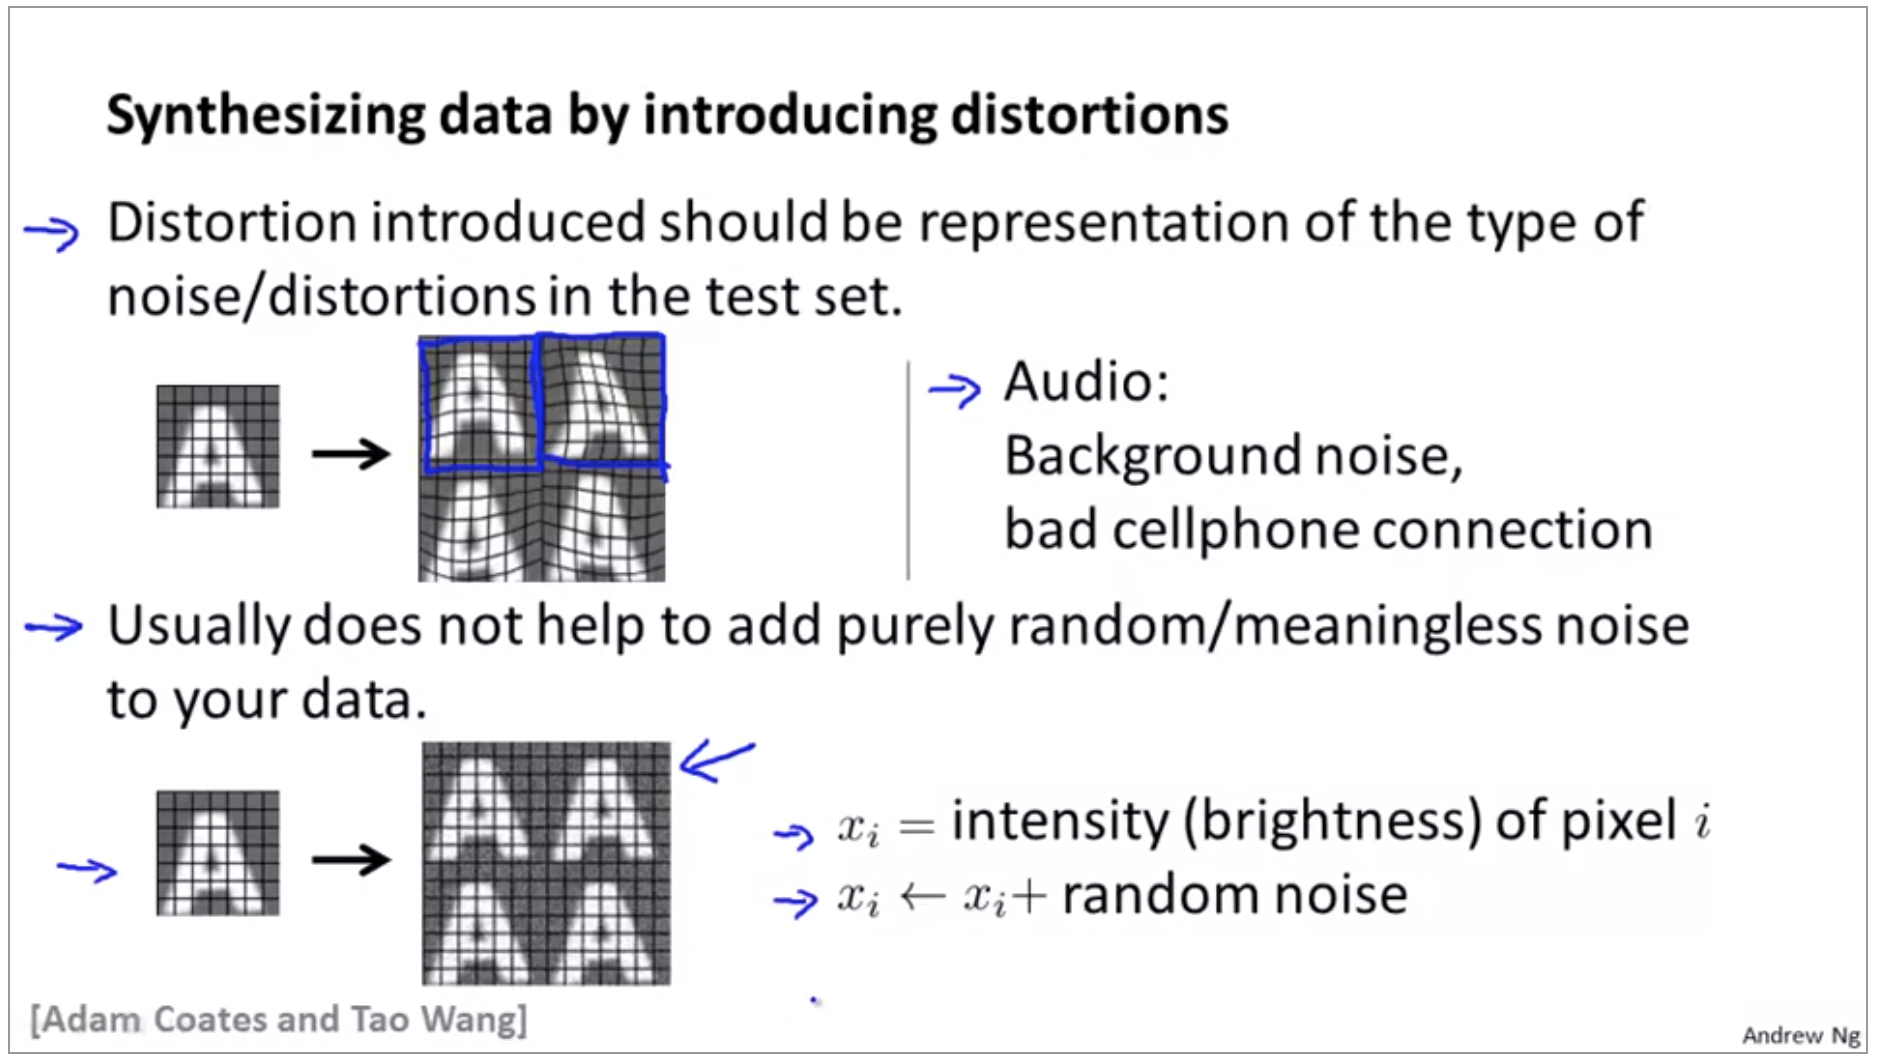 Synthesizing data by introducing distortions
Distortion introduced should be representation of the type of
noise/distortions in the test set.
Audio:
Background noise,
bad cellphone connection
Usually does not help to add purely random/meaningless noise
to your data.
x_i = intensity (brightness) of pixel i
x_i ← x_i + random noise
[Adam Coates and Tao Wang]
Andrew Ng